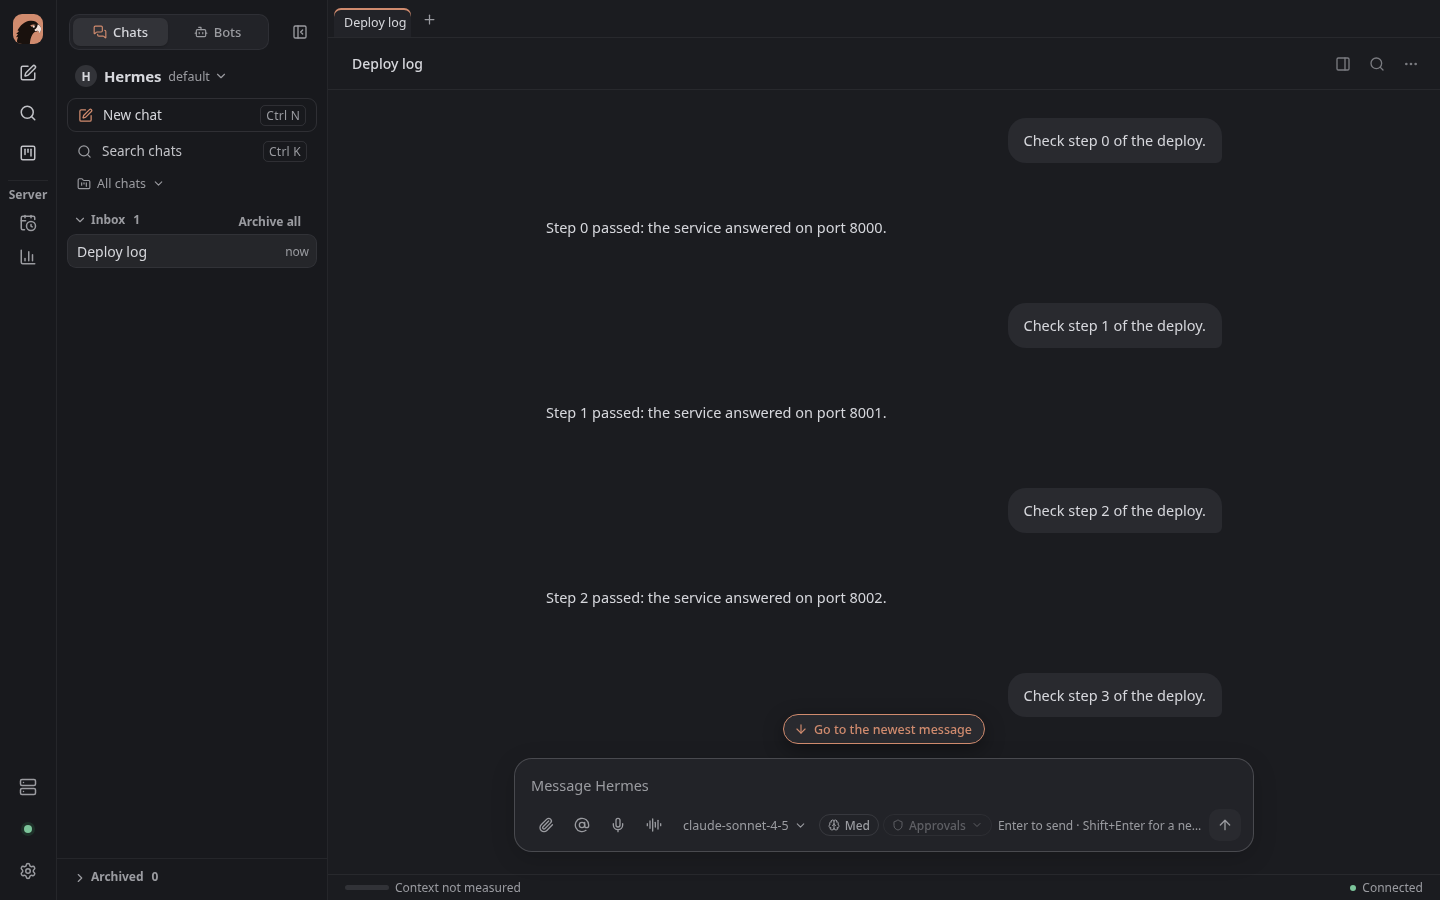 Chats
Bots
H Hermes default
New chat Ctrl N
Search chats Ctrl K
All chats
Server
Inbox 1 Archive all
Deploy log now
Archived 0
Deploy log
Deploy log
Check step 0 of the deploy.
Step 0 passed: the service answered on port 8000.
Check step 1 of the deploy.
Step 1 passed: the service answered on port 8001.
Check step 2 of the deploy.
Step 2 passed: the service answered on port 8002.
Check step 3 of the deploy.
Go to the newest message
Message Hermes
claude-sonnet-4-5 Med Approvals Enter to send · Shift+Enter for a ne...
Context not measured
Connected